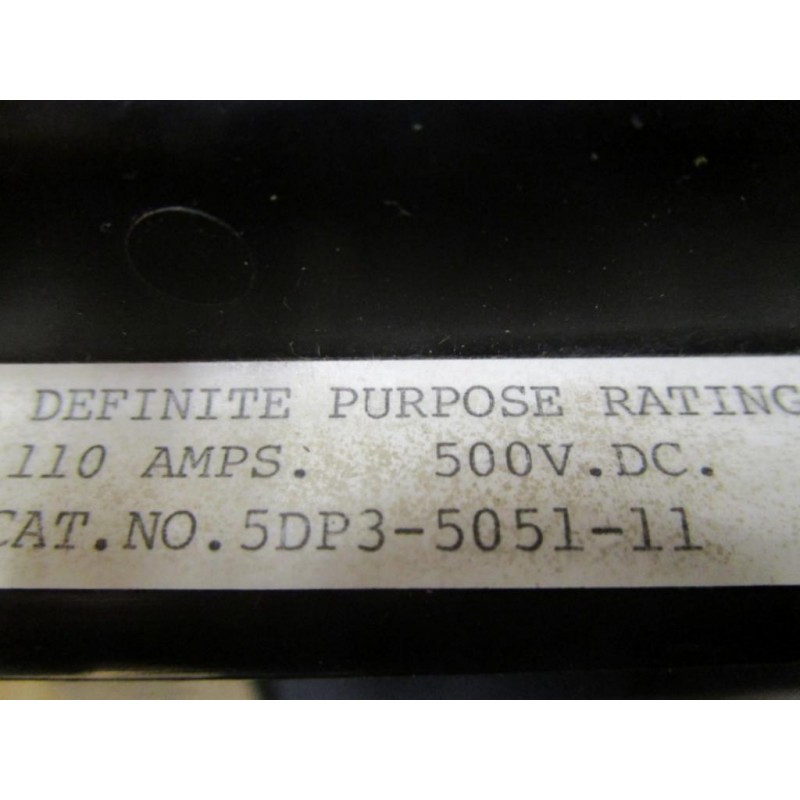 DEFINITE PURPOSE RATING
110 AMPS. 500V.DC.
CAT.NO.5DP3-5051-11